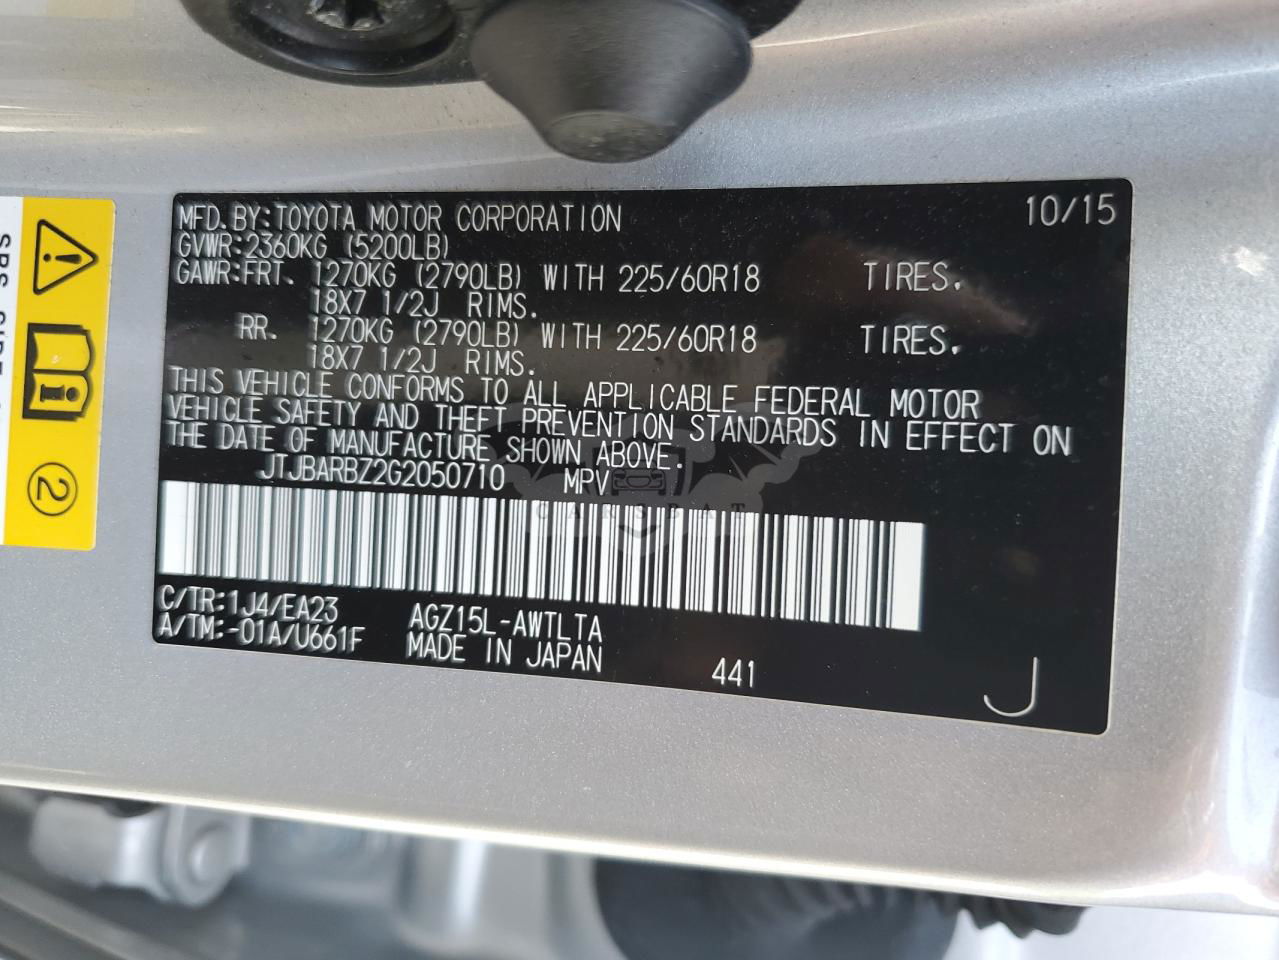 MFD.BY:TOYOTA MOTOR CORPORATION 10/15
GVWR:2360KG (5200LB)
GAWR:FRT. 1270KG (2790LB) WITH 225/60R18 TIRES.
18X7 1/2J RIMS.
RR. 1270KG (2790LB) WITH 225/60R18 TIRES.
18X7 1/2J RIMS.
THIS VEHICLE CONFORMS TO ALL APPLICABLE FEDERAL MOTOR
VEHICLE SAFETY AND THEFT PREVENTION STANDARDS IN EFFECT ON
THE DATE OF MANUFACTURE SHOWN ABOVE.
JTJBARBZ2G2050710 MPV
CARSBAT
C/TR:1J4/EA23 AGZ15L-AWTLTA
A/TM:-01A/U661F MADE IN JAPAN 441
J
2